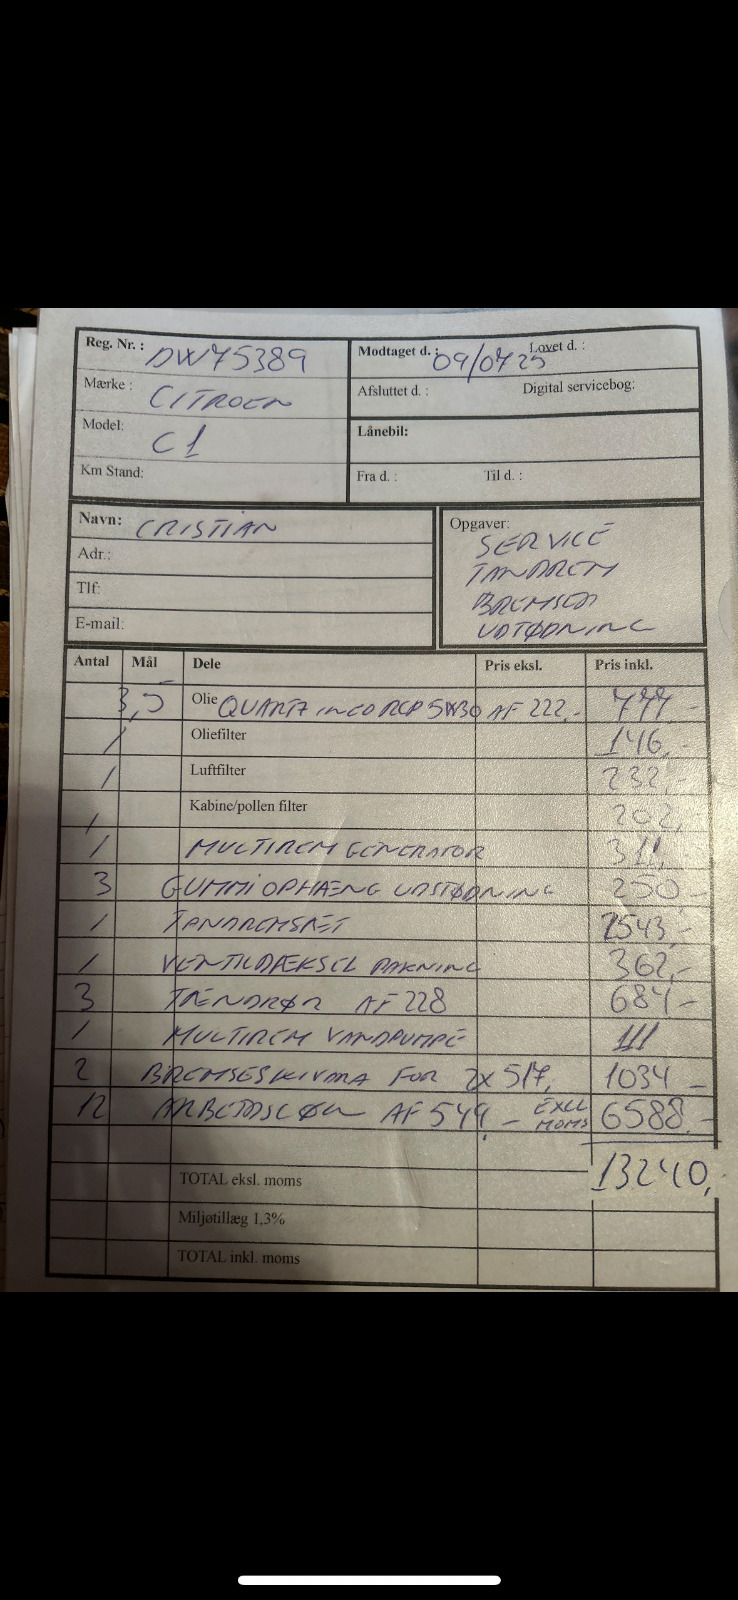 Reg. Nr. : DW75389
Modtaget d. : 09/07 25 Lovet d. :
Mærke : CITROEN
Afsluttet d. : Digital servicebog:
Model: C1
Lånebil:
Km Stand:
Fra d. : Til d. :
Navn: CRISTIAN
Adr.:
Tlf:
E-mail:
Opgaver:
SERVICE
TANDREM
BREMSER
UDTØDNING
Antal Mål Dele Pris eksl. Pris inkl.
3,5 Olie QUARTZ 5W30 AF 222,- 777,-
1 Oliefilter 146,-
1 Luftfilter 232,-
1 Kabine/pollen filter 202,-
1 MULTIREM GENERATOR 311,-
3 GUMMIOPHÆNG UDSTØDNING 250,-
1 TANDREMSÆT 2543,-
1 VENTILDÆKSEL PAKNING 362,-
3 TÆNDRØR AF 228 684,-
1 MULTIREM VANDPUMPE 111
2 BREMSESKIVER FOR 2X 517, 1034,-
12 ARBEJDSLØN AF 549,- EXCL MOMS 6588,-
13240,-
TOTAL eksl. moms
Miljøtillæg 1,3%
TOTAL inkl. moms